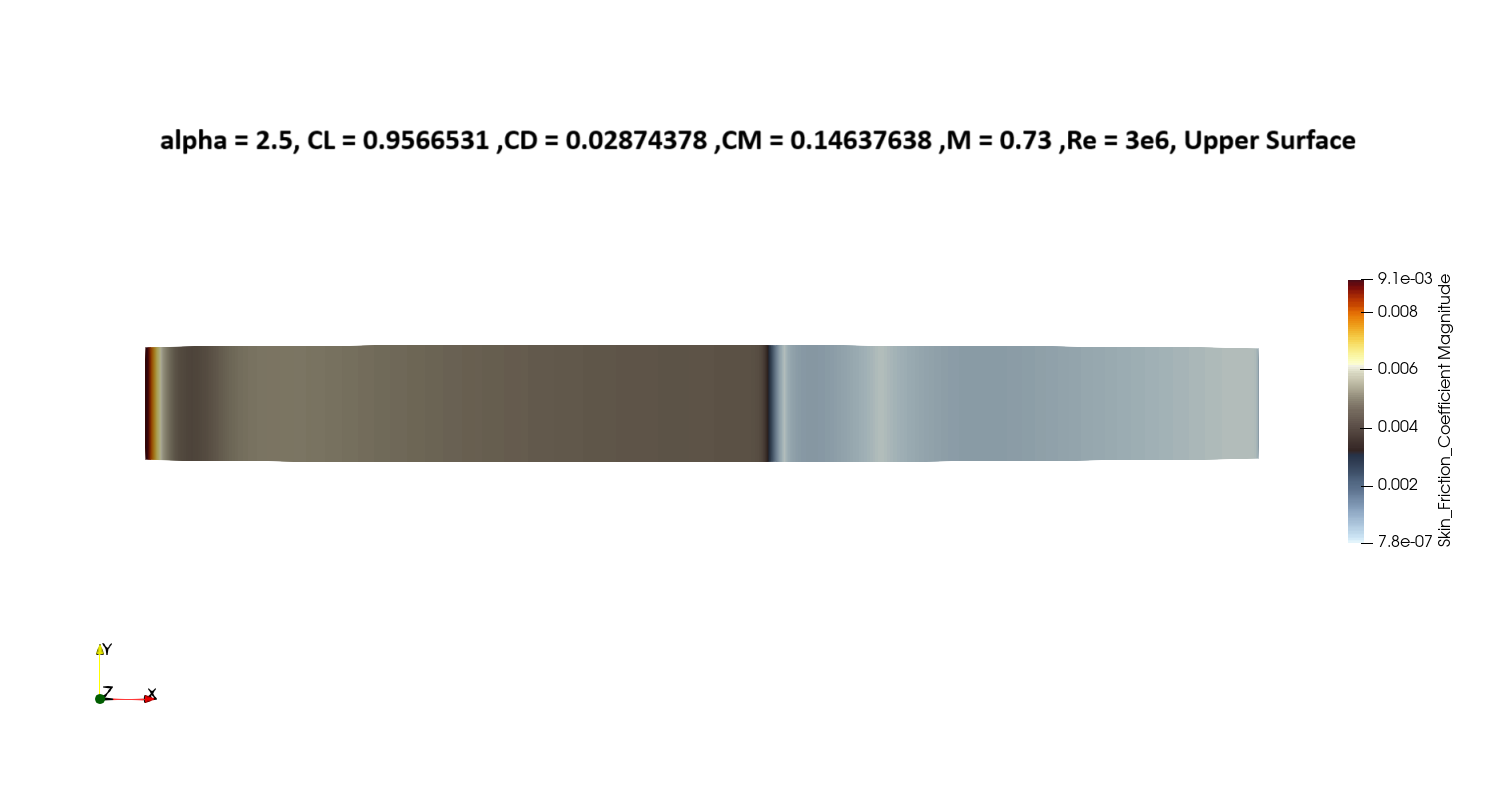 alpha = 2.5, CL = 0.9566531 ,CD = 0.02874378 ,CM = 0.14637638 ,M = 0.73 ,Re = 3e6, Upper Surface
9.1e-03
0.008
0.006
0.004
0.002
7.8e-07
Skin_Friction_Coefficient Magnitude
Y
Z
X